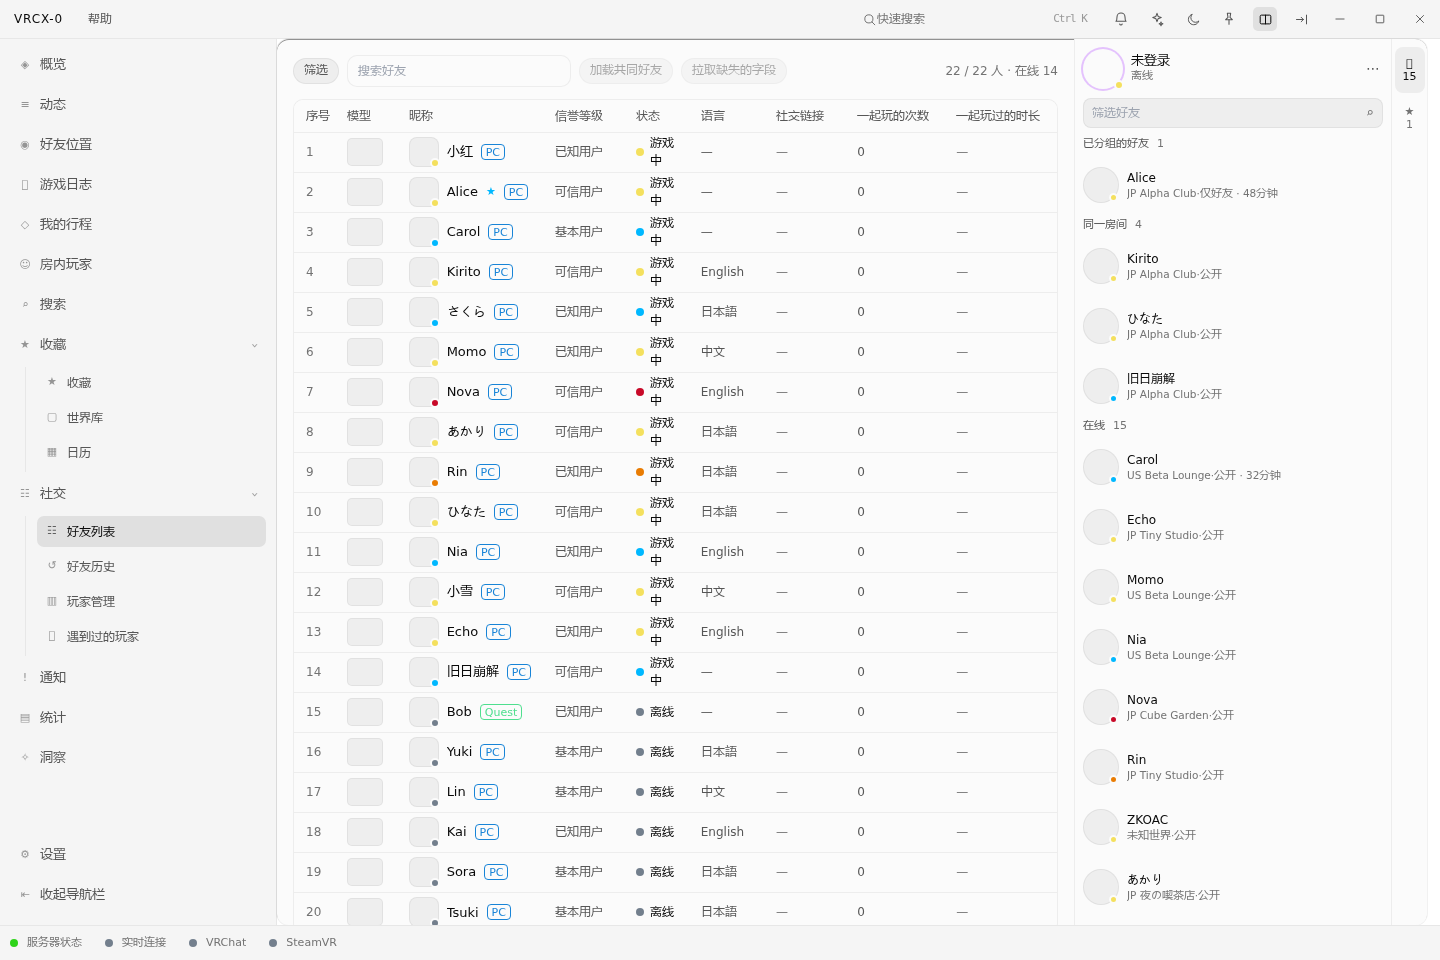 VRCX-0 帮助 快速搜索 Ctrl K
概览
动态
好友位置
游戏日志
我的行程
房内玩家
搜索
收藏
收藏
世界库
日历
社交
好友列表
好友历史
玩家管理
遇到过的玩家
通知
统计
洞察
设置
收起导航栏
筛选 搜索好友 加载共同好友 拉取缺失的字段 22 / 22 人 · 在线 14
序号 模型 昵称 信誉等级 状态 语言 社交链接 一起玩的次数 一起玩过的时长
1 小红 PC 已知用户 游戏中 — — 0 —
2 Alice ★ PC 可信用户 游戏中 — — 0 —
3 Carol PC 基本用户 游戏中 — — 0 —
4 Kirito PC 可信用户 游戏中 English — 0 —
5 さくら PC 已知用户 游戏中 日本語 — 0 —
6 Momo PC 已知用户 游戏中 中文 — 0 —
7 Nova PC 可信用户 游戏中 English — 0 —
8 あかり PC 可信用户 游戏中 日本語 — 0 —
9 Rin PC 已知用户 游戏中 日本語 — 0 —
10 ひなた PC 可信用户 游戏中 日本語 — 0 —
11 Nia PC 已知用户 游戏中 English — 0 —
12 小雪 PC 可信用户 游戏中 中文 — 0 —
13 Echo PC 已知用户 游戏中 English — 0 —
14 旧日崩解 PC 可信用户 游戏中 — — 0 —
15 Bob Quest 已知用户 离线 — — 0 —
16 Yuki PC 基本用户 离线 日本語 — 0 —
17 Lin PC 基本用户 离线 中文 — 0 —
18 Kai PC 已知用户 离线 English — 0 —
19 Sora PC 基本用户 离线 日本語 — 0 —
20 Tsuki PC 基本用户 离线 日本語 — 0 —
未登录
离线
筛选好友
已分组的好友 1
Alice
JP Alpha Club·仅好友 · 48分钟
同一房间 4
Kirito
JP Alpha Club·公开
ひなた
JP Alpha Club·公开
旧日崩解
JP Alpha Club·公开
在线 15
Carol
US Beta Lounge·公开 · 32分钟
Echo
JP Tiny Studio·公开
Momo
US Beta Lounge·公开
Nia
US Beta Lounge·公开
Nova
JP Cube Garden·公开
Rin
JP Tiny Studio·公开
ZKOAC
未知世界·公开
あかり
JP 夜の喫茶店·公开
15
★
1
服务器状态 实时连接 VRChat SteamVR